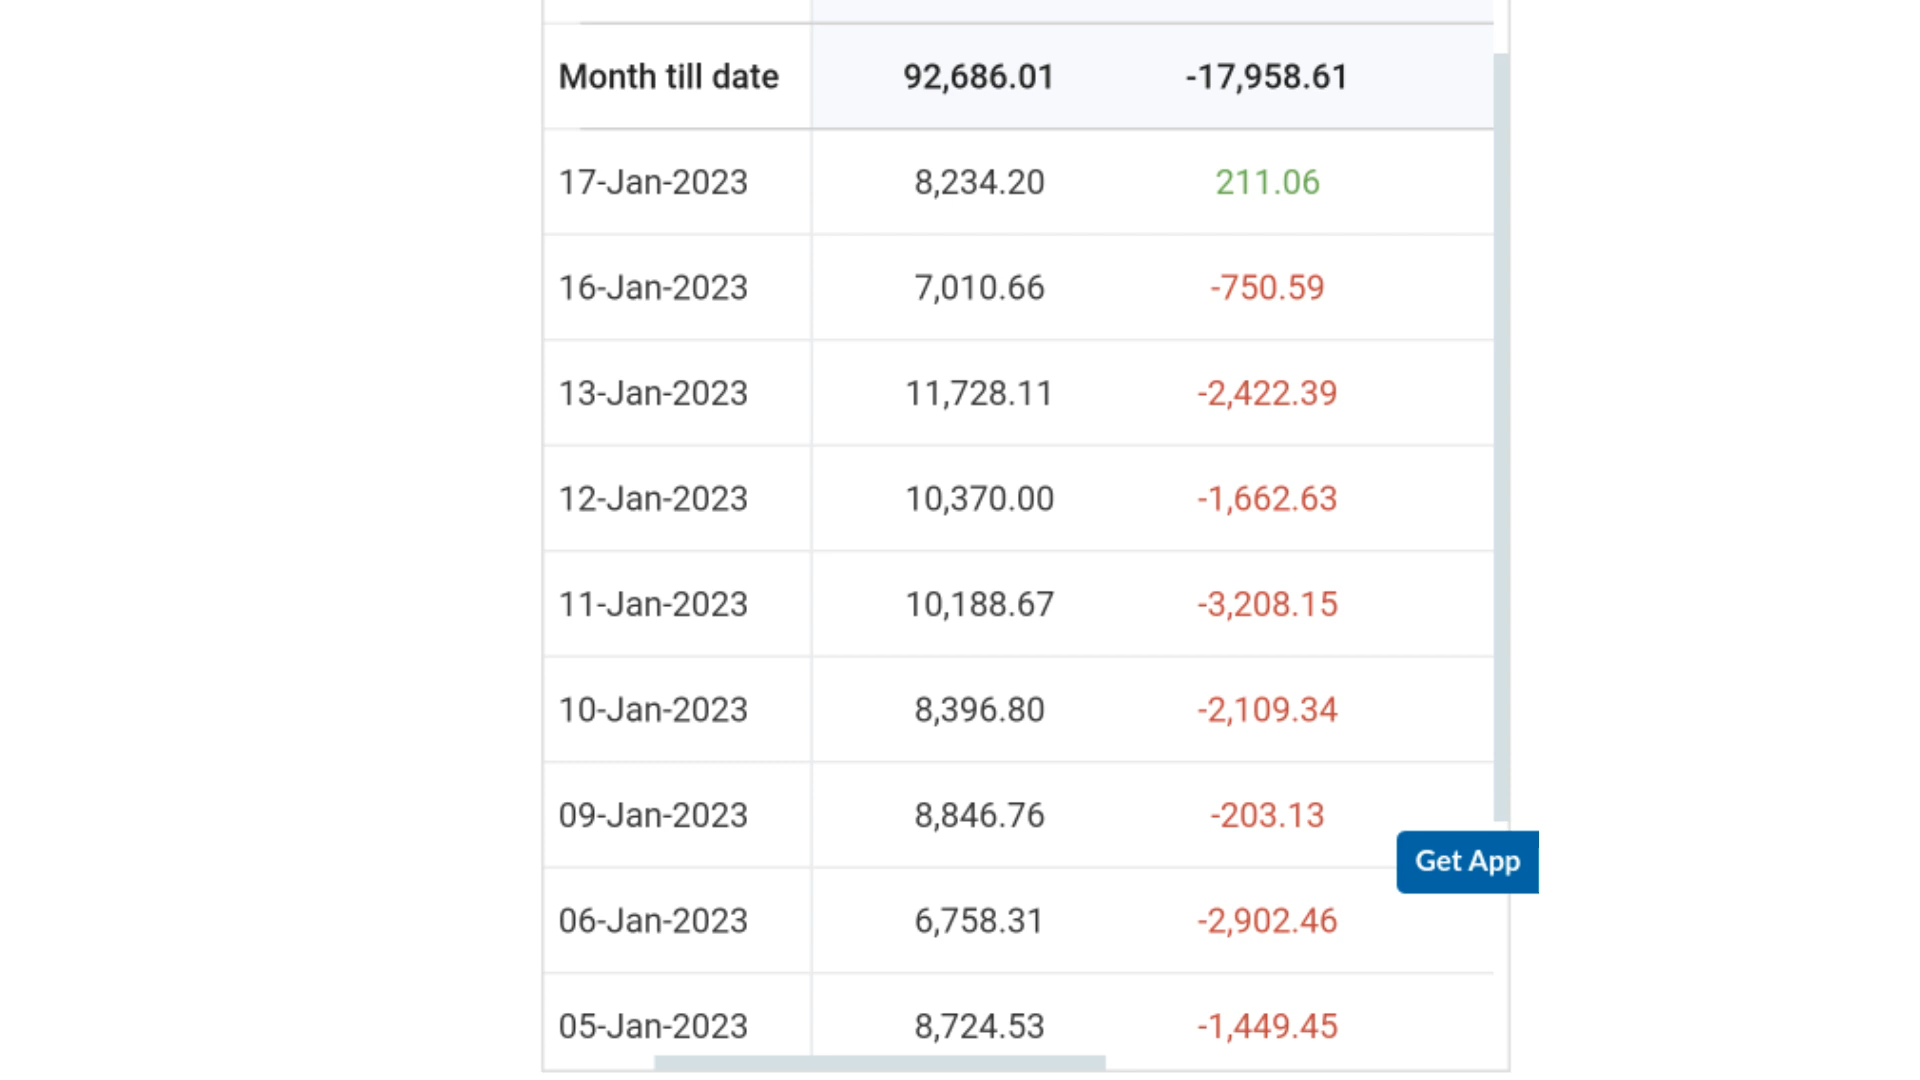 Month till date 92,686.01 -17,958.61
17-Jan-2023 8,234.20 211.06
16-Jan-2023 7,010.66 -750.59
13-Jan-2023 11,728.11 -2,422.39
12-Jan-2023 10,370.00 -1,662.63
11-Jan-2023 10,188.67 -3,208.15
10-Jan-2023 8,396.80 -2,109.34
09-Jan-2023 8,846.76 -203.13
Get App
06-Jan-2023 6,758.31 -2,902.46
05-Jan-2023 8,724.53 -1,449.45